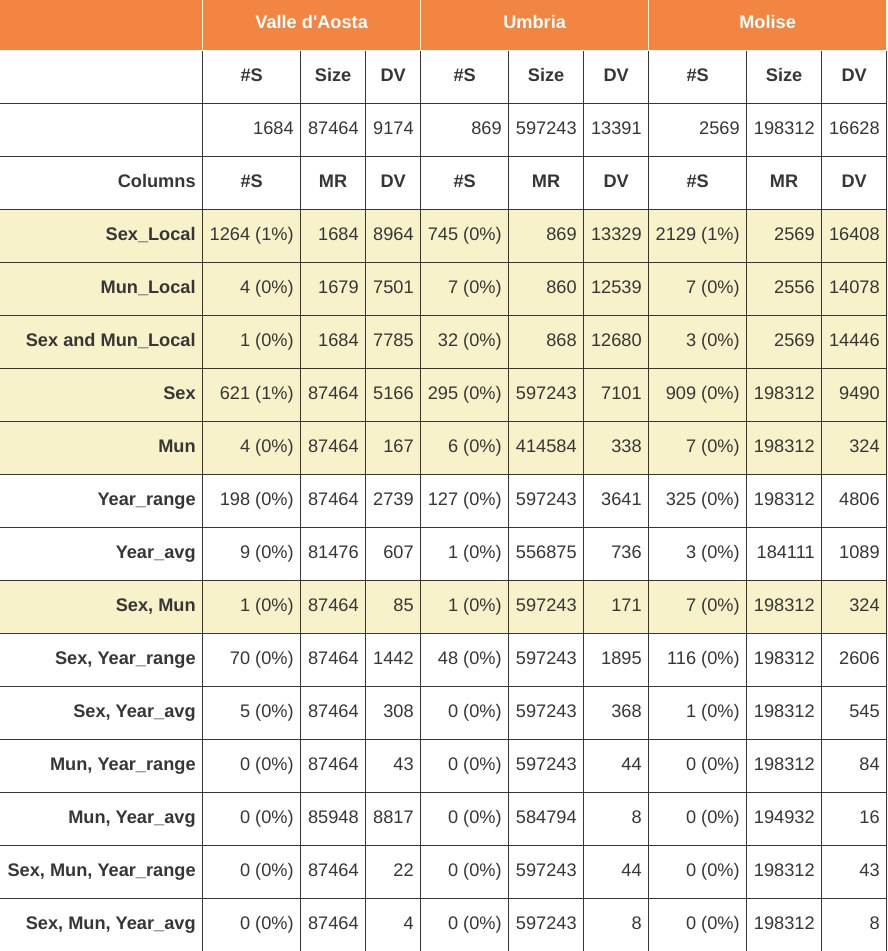 Valle d'Aosta Umbria Molise
#S Size DV #S Size DV #S Size DV
1684 87464 9174 869 597243 13391 2569 198312 16628
Columns #S MR DV #S MR DV #S MR DV
Sex_Local 1264 (1%) 1684 8964 745 (0%) 869 13329 2129 (1%) 2569 16408
Mun_Local 4 (0%) 1679 7501 7 (0%) 860 12539 7 (0%) 2556 14078
Sex and Mun_Local 1 (0%) 1684 7785 32 (0%) 868 12680 3 (0%) 2569 14446
Sex 621 (1%) 87464 5166 295 (0%) 597243 7101 909 (0%) 198312 9490
Mun 4 (0%) 87464 167 6 (0%) 414584 338 7 (0%) 198312 324
Year_range 198 (0%) 87464 2739 127 (0%) 597243 3641 325 (0%) 198312 4806
Year_avg 9 (0%) 81476 607 1 (0%) 556875 736 3 (0%) 184111 1089
Sex, Mun 1 (0%) 87464 85 1 (0%) 597243 171 7 (0%) 198312 324
Sex, Year_range 70 (0%) 87464 1442 48 (0%) 597243 1895 116 (0%) 198312 2606
Sex, Year_avg 5 (0%) 87464 308 0 (0%) 597243 368 1 (0%) 198312 545
Mun, Year_range 0 (0%) 87464 43 0 (0%) 597243 44 0 (0%) 198312 84
Mun, Year_avg 0 (0%) 85948 8817 0 (0%) 584794 8 0 (0%) 194932 16
Sex, Mun, Year_range 0 (0%) 87464 22 0 (0%) 597243 44 0 (0%) 198312 43
Sex, Mun, Year_avg 0 (0%) 87464 4 0 (0%) 597243 8 0 (0%) 198312 8